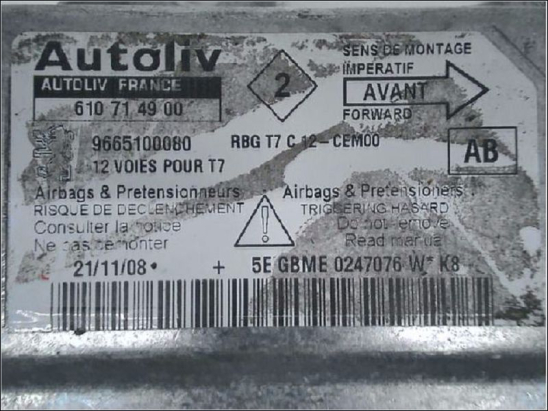 Autoliv
AUTOLIV FRANCE
610 71 49 00
2
SENS DE MONTAGE
IMPERATIF
AVANT
FORWARD
9665100080
RBG T7 C 12-CEM00
12 VOIES POUR T7
AB
Airbags & Pretensionneurs
RISQUE DE DECLENCHEMENT
Consulter la notice
Ne pas demonter
Airbags & Pretensioners
TRIGGERING HASARD
Do not remove
Read manual
21/11/08• + 5E GBME 0247076 W* K8